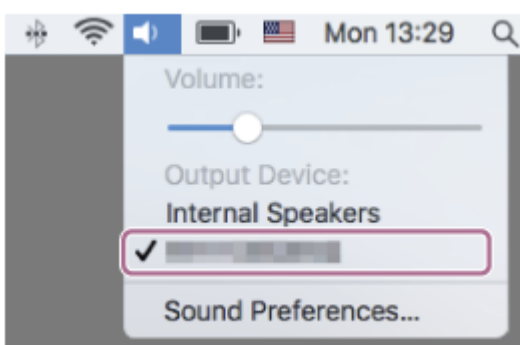 Mon 13:29
Volume:
Output Device:
Internal Speakers
Sound Preferences...